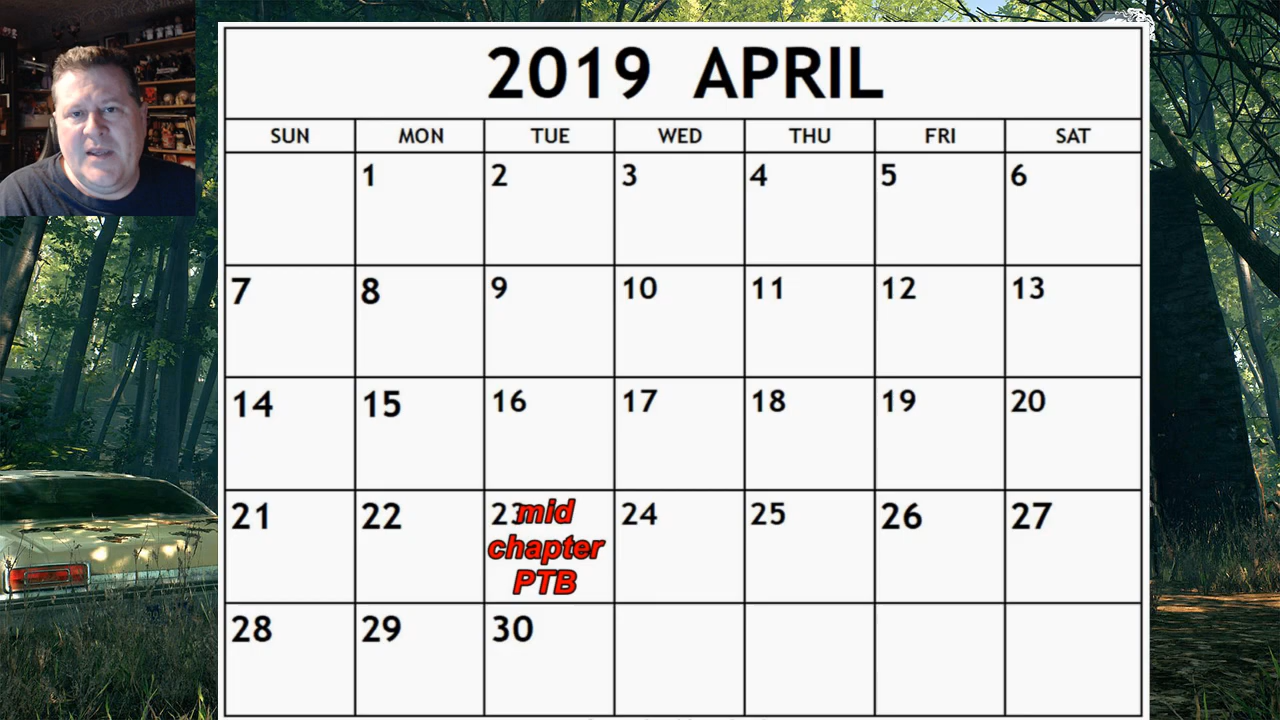 2019 APRIL
SUN MON TUE WED THU FRI SAT
1 2 3 4 5 6
7 8 9 10 11 12 13
14 15 16 17 18 19 20
21 22 23 24 25 26 27
mid
chapter
PTB
28 29 30